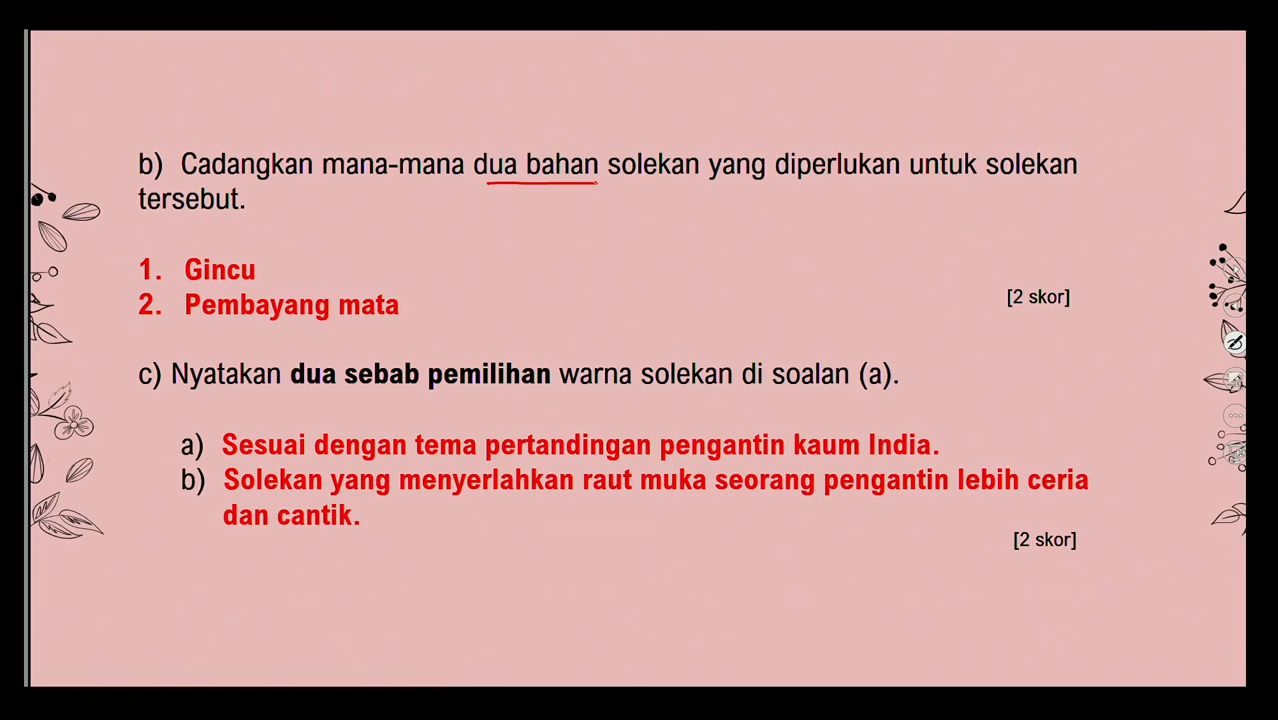 b) Cadangkan mana-mana dua bahan solekan yang diperlukan untuk solekan
tersebut.
1. Gincu
2. Pembayang mata
[2 skor]
c) Nyatakan dua sebab pemilihan warna solekan di soalan (a).
a) Sesuai dengan tema pertandingan pengantin kaum India.
b) Solekan yang menyerlahkan raut muka seorang pengantin lebih ceria
dan cantik.
[2 skor]